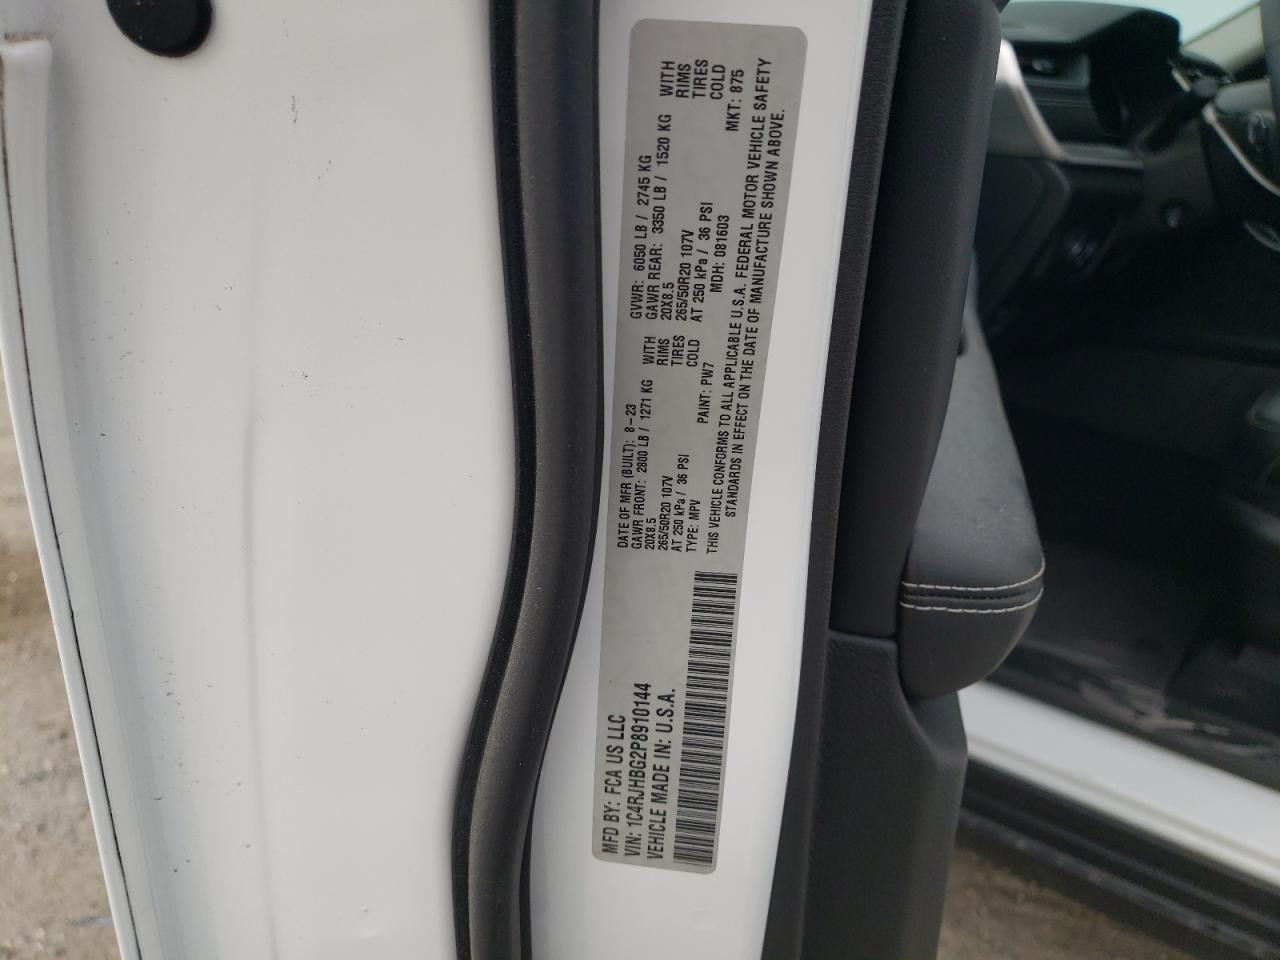 MFD BY: FCA US LLC
VIN: 1C4RJHBG2P8910144
VEHICLE MADE IN: U.S.A.
DATE OF MFR (BUILT): 8-23
GAWR FRONT: 2800 LB / 1271 KG WITH
20X8.5 RIMS
265/50R20 107V TIRES
AT 250 kPa / 36 PSI COLD
TYPE: MPV PAINT: PW7
GVWR: 6050 LB / 2745 KG
GAWR REAR: 3350 LB / 1520 KG WITH
20X8.5 RIMS
265/50R20 107V TIRES
AT 250 kPa / 36 PSI COLD
MDH: 081603 MKT: 875
THIS VEHICLE CONFORMS TO ALL APPLICABLE U.S.A. FEDERAL MOTOR VEHICLE SAFETY
STANDARDS IN EFFECT ON THE DATE OF MANUFACTURE SHOWN ABOVE.